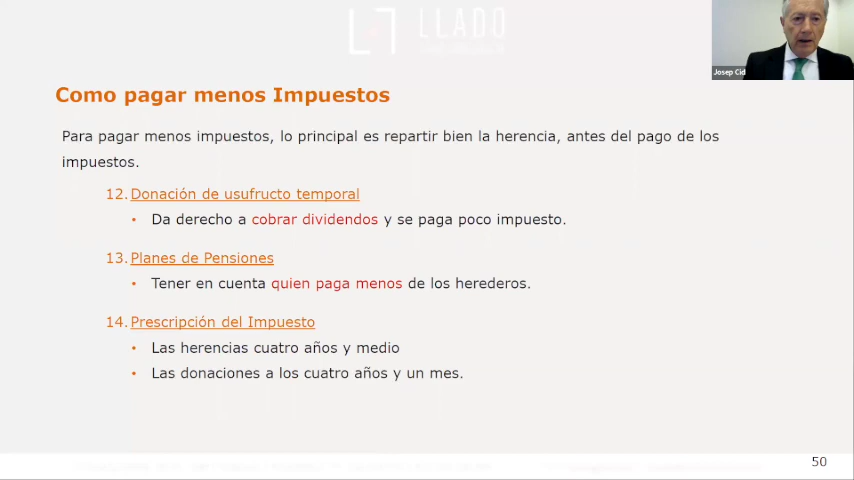 LLADO
Josep Cid
Como pagar menos Impuestos
Para pagar menos impuestos, lo principal es repartir bien la herencia, antes del pago de los
impuestos.
12. Donación de usufructo temporal
• Da derecho a cobrar dividendos y se paga poco impuesto.
13. Planes de Pensiones
• Tener en cuenta quien paga menos de los herederos.
14. Prescripción del Impuesto
• Las herencias cuatro años y medio
• Las donaciones a los cuatro años y un mes.
50